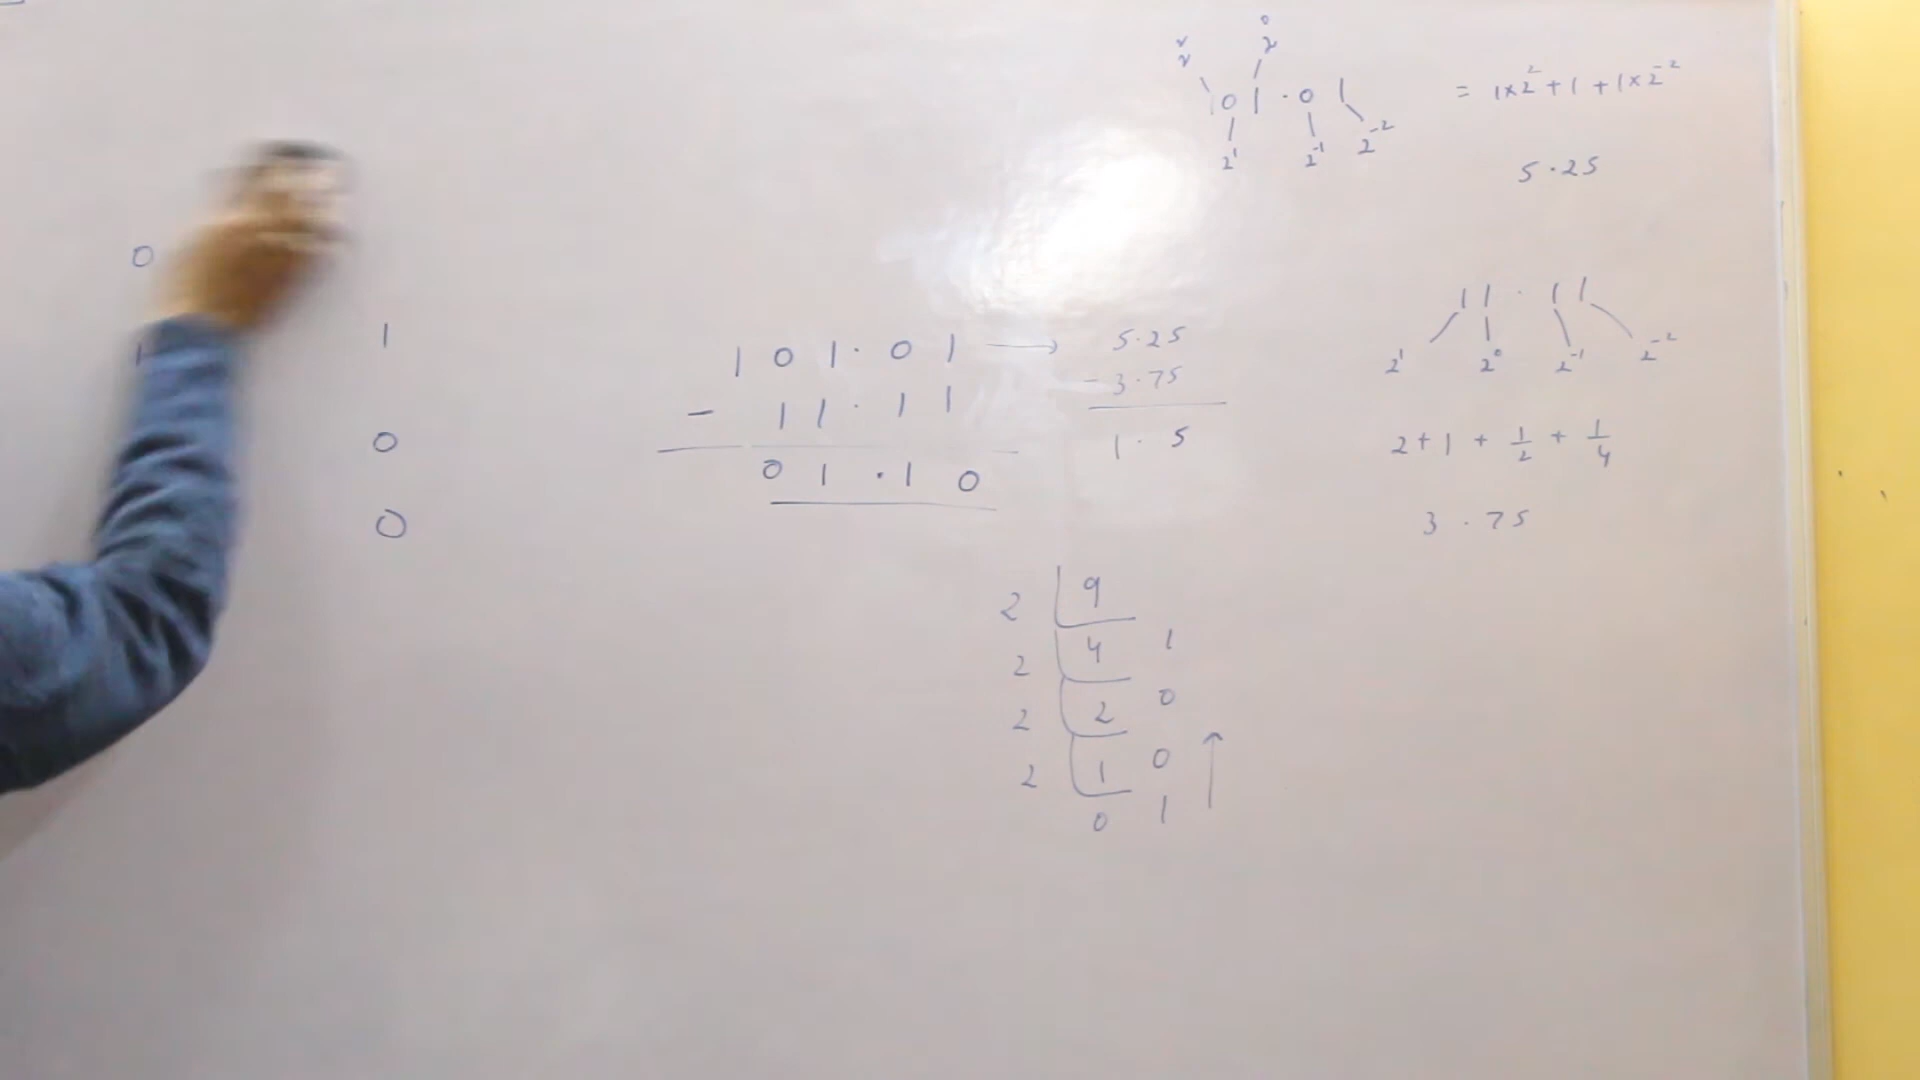 0
1
1
0
0
2² 2⁰
101.01 = 1×2²+1+1×2⁻²
2¹ 2⁻¹ 2⁻²
5.25
101.01 → 5.25
- 11.11 - 3.75
01.10 1.5
11.11
2¹ 2⁰ 2⁻¹ 2⁻²
2+1+1/2+1/4
3.75
2 9
2 4 1
2 2 0
2 1 0 ↑
0 1